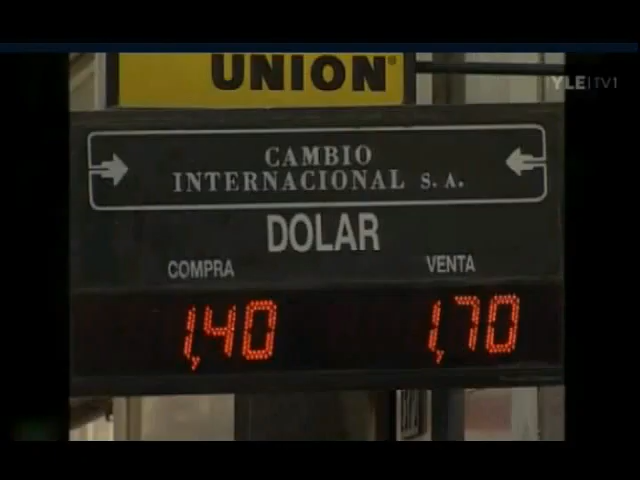 UNION®
YLE TV1
CAMBIO
INTERNACIONAL S. A.
DOLAR
COMPRA
VENTA
1,40
1,70